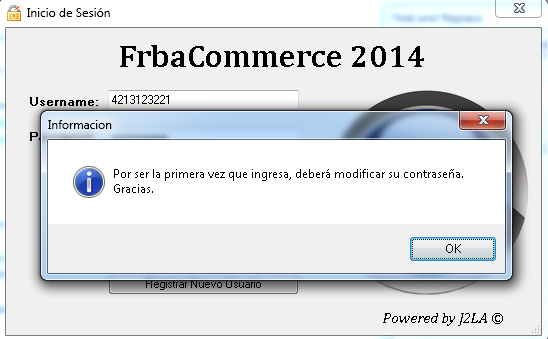 Inicio de Sesión
FrbaCommerce 2014
Username: 4213123221
Informacion
Por ser la primera vez que ingresa, deberá modificar su contraseña.
Gracias.
OK
Registrar Nuevo Usuario
Powered by J2LA ©